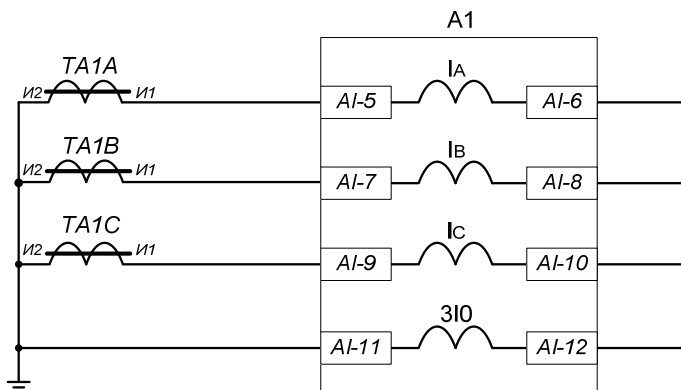 A1
TA1A
И2 И1
IA
AI-5 AI-6
TA1B
И2 И1
IB
AI-7 AI-8
TA1C
И2 И1
IC
AI-9 AI-10
3I0
AI-11 AI-12